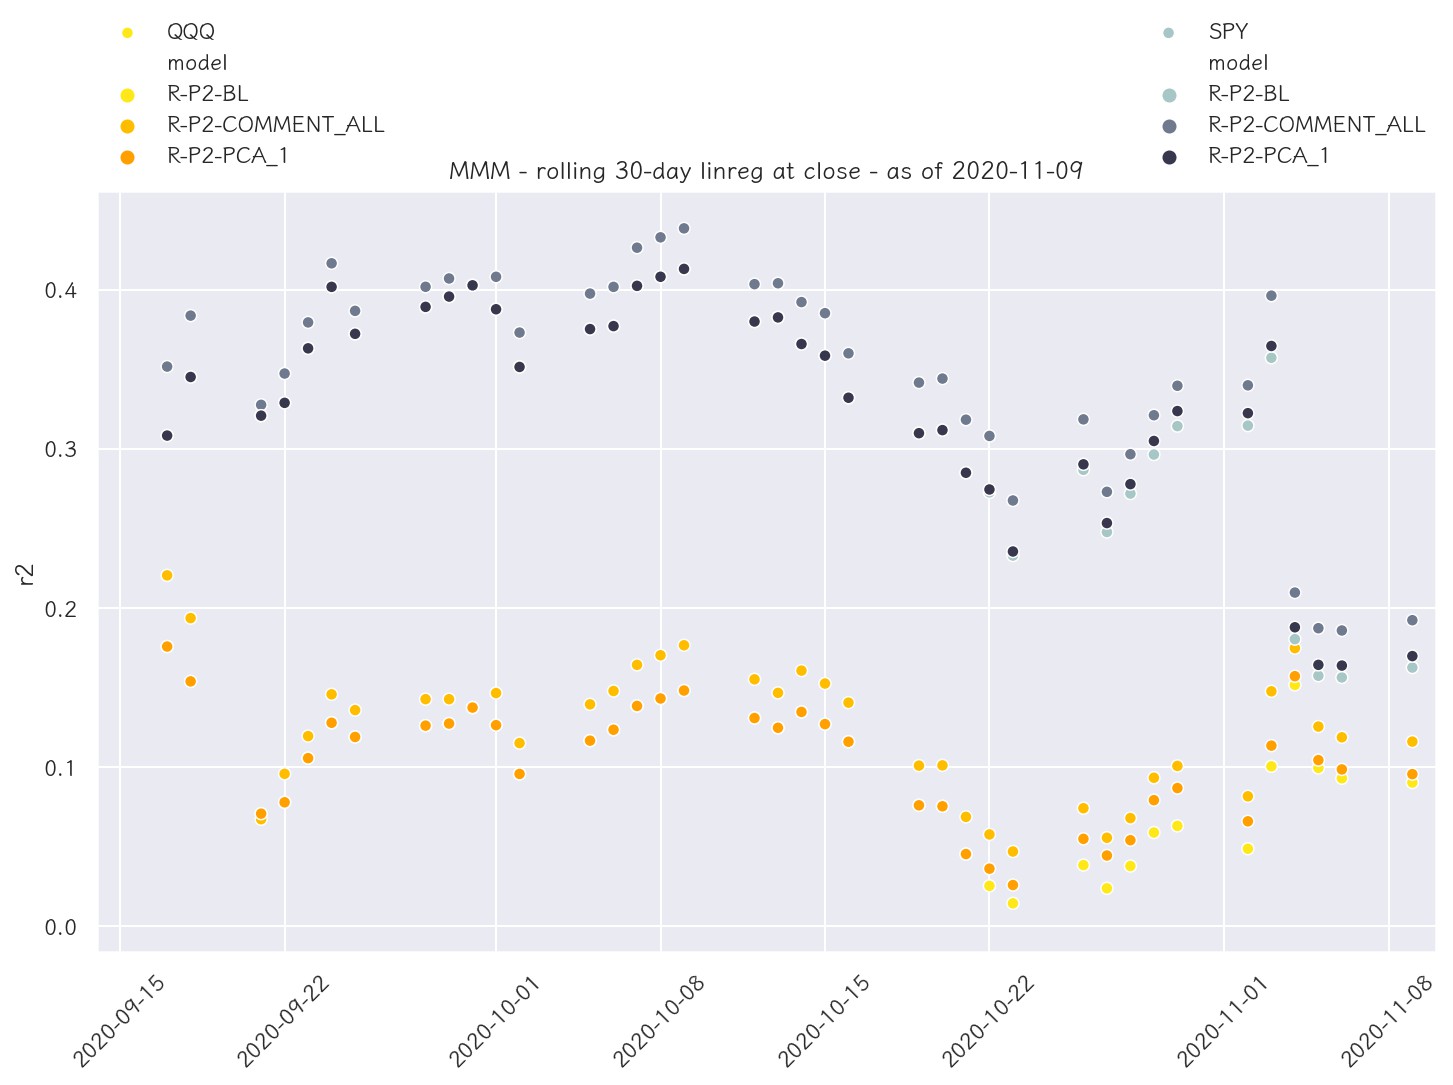 QQQ
model
R-P2-BL
R-P2-COMMENT_ALL
R-P2-PCA_1
SPY
model
R-P2-BL
R-P2-COMMENT_ALL
R-P2-PCA_1
MMM - rolling 30-day linreg at close - as of 2020-11-09
r2
0.4
0.3
0.2
0.1
0.0
2020-09-15
2020-09-22
2020-10-01
2020-10-08
2020-10-15
2020-10-22
2020-11-01
2020-11-08